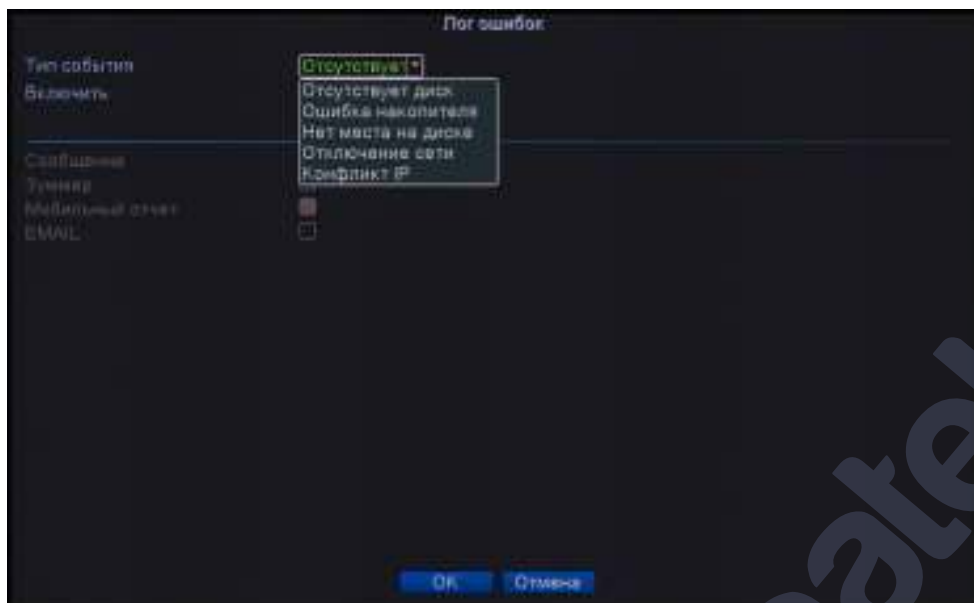 Лог ошибок
Тип события Отсутствует
Включить
Отсутствует диск
Ошибка накопителя
Нет места на диске
Отключение сети
Конфликт IP
Сообщение
Зуммер
Мобильный отчет
EMAIL
OK Отмена